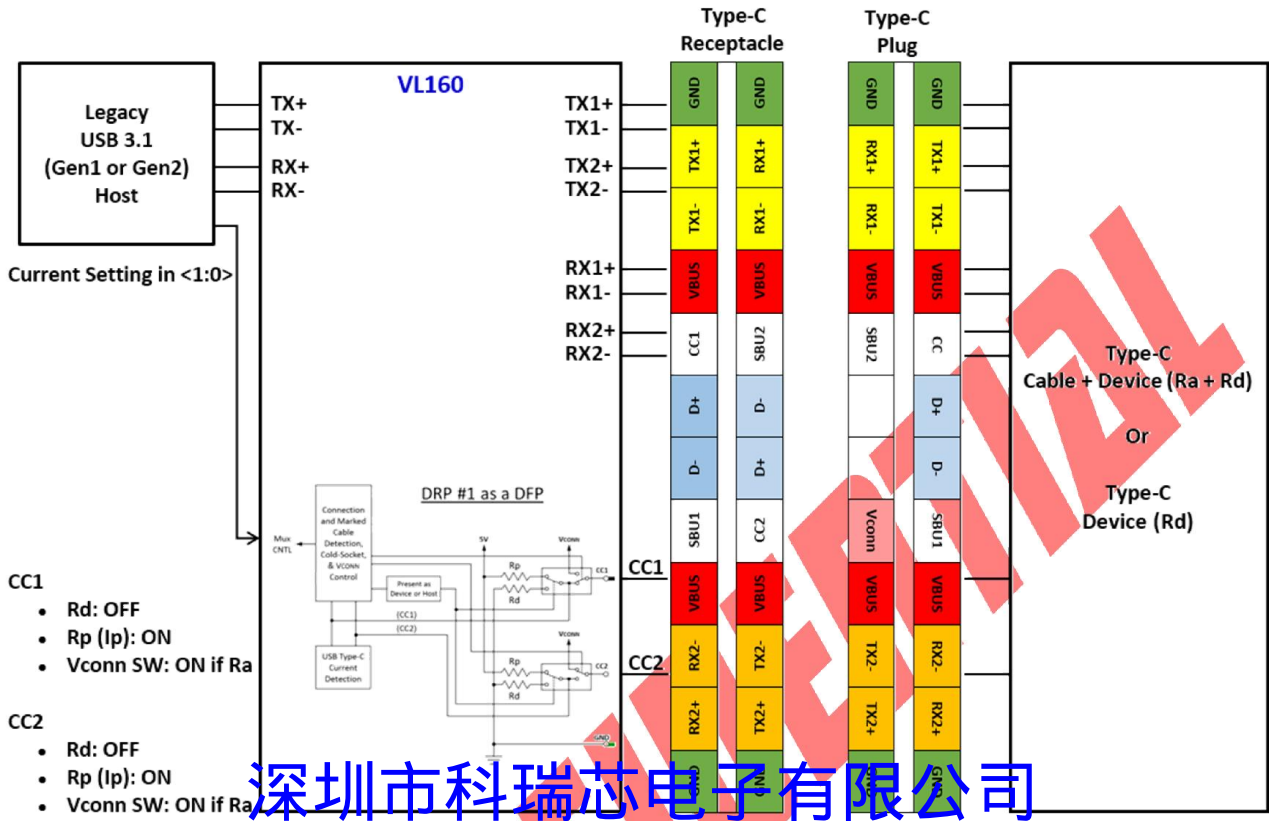 Type-C
Receptacle
Type-C
Plug
Legacy
USB 3.1
(Gen1 or Gen2)
Host
Current Setting in <1:0>
VL160
TX+
TX-
RX+
RX-
TX1+
TX1-
TX2+
TX2-
RX1+
RX1-
RX2+
RX2-
CC1
CC2
DRP #1 as a DFP
Connection
and Marked
Cable
Detection,
Cold-Socket,
& VCONN
Control
Mux
CNTL
Present as
Device or Host
(CC1)
(CC2)
USB Type-C
Current
Detection
5V
VCONN
Rp
Rd
CC1
VCONN
Rp
Rd
CC2
GND
CC1
• Rd: OFF
• Rp (Ip): ON
• Vconn SW: ON if Ra
CC2
• Rd: OFF
• Rp (Ip): ON
• Vconn SW: ON if Ra
GND
TX1+
TX1-
VBUS
CC1
D+
D-
SBU1
VBUS
RX2-
RX2+
GND
GND
RX1+
RX1-
VBUS
SBU2
D-
D+
CC2
VBUS
TX2-
TX2+
GND
GND
RX1+
RX1-
VBUS
SBU2
Vconn
VBUS
TX2-
TX2+
GND
GND
TX1+
TX1-
VBUS
CC
D+
D-
SBU1
VBUS
RX2-
RX2+
GND
Type-C
Cable + Device (Ra + Rd)
Or
Type-C
Device (Rd)
深圳市科瑞芯电子有限公司